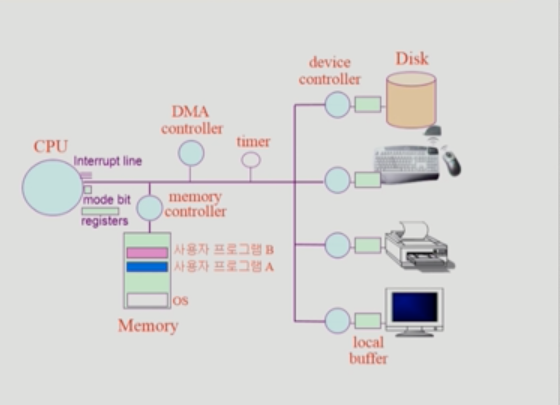 device
controller
Disk
DMA
controller
timer
CPU
Interrupt line
mode bit
registers
memory
controller
사용자 프로그램 B
사용자 프로그램 A
OS
Memory
local
buffer